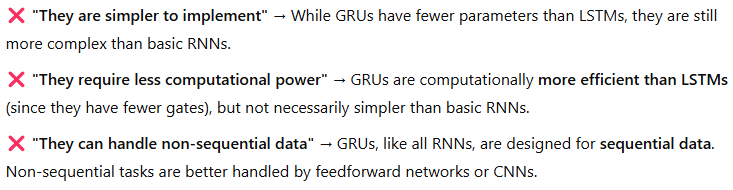 ❌ "They are simpler to implement" → While GRUs have fewer parameters than LSTMs, they are still
more complex than basic RNNs.
❌ "They require less computational power" → GRUs are computationally more efficient than LSTMs
(since they have fewer gates), but not necessarily simpler than basic RNNs.
❌ "They can handle non-sequential data" → GRUs, like all RNNs, are designed for sequential data.
Non-sequential tasks are better handled by feedforward networks or CNNs.